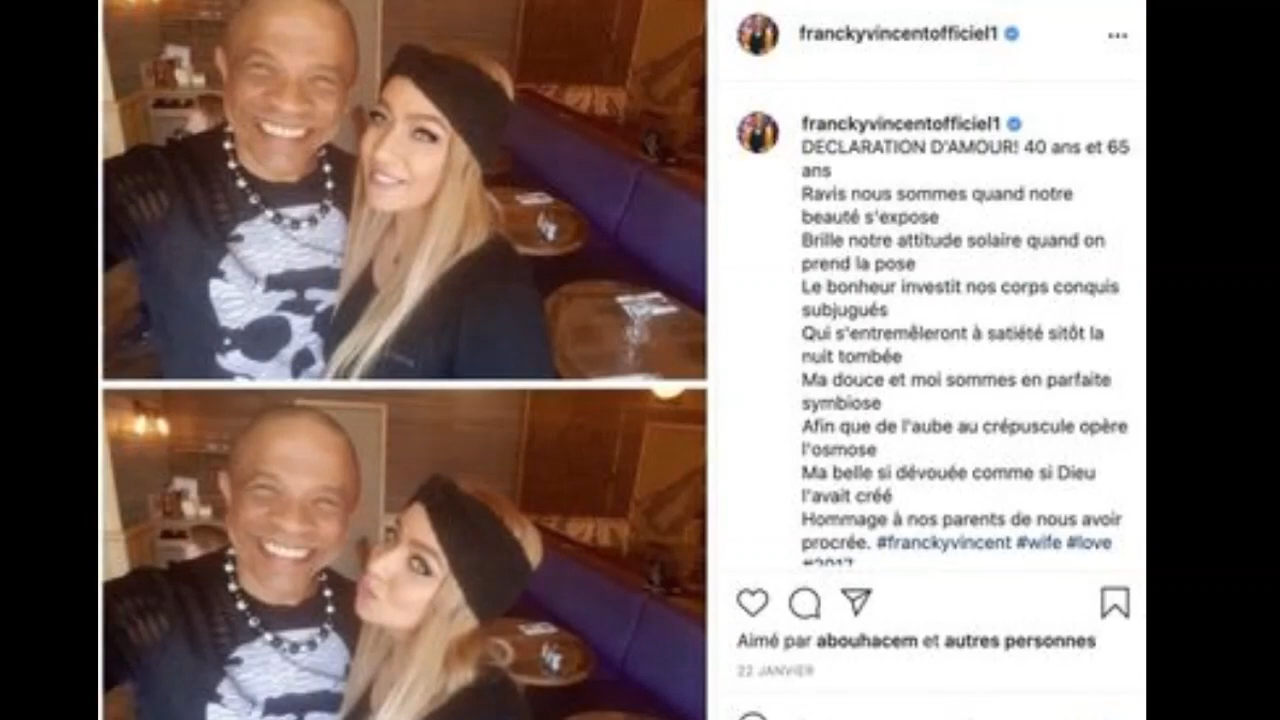 franckyvincentofficiel1
franckyvincentofficiel1
DECLARATION D'AMOUR! 40 ans et 65
ans
Ravis nous sommes quand notre
beauté s'expose
Brille notre attitude solaire quand on
prend la pose
Le bonheur investit nos corps conquis
subjugués
Qui s'entremêleront à satiété sitôt la
nuit tombée
Ma douce et moi sommes en parfaite
symbiose
Afin que de l'aube au crépuscule opère
l'osmose
Ma belle si dévouée comme si Dieu
l'avait créé
Hommage à nos parents de nous avoir
procrée. #franckyvincent #wife #love
#2017
Aimé par abouhacem et autres personnes
22 JANVIER